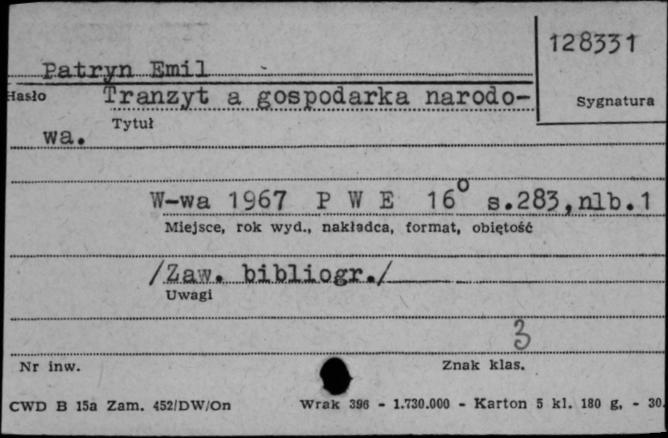 128331
Patryn Emil
Hasło Tranzyt a gospodarka narodo- Sygnatura
Tytuł
wa.
W-wa 1967 P W E 16° s.283,nlb.1
Miejsce, rok wyd., nakładca, format, objętość
/Zaw. bibliogr./
Uwagi
3
Nr inw. Znak klas.
CWD B 15a Zam. 452/DW/On Wrak 396 - 1.730.000 - Karton 5 kl. 180 g. - 30.